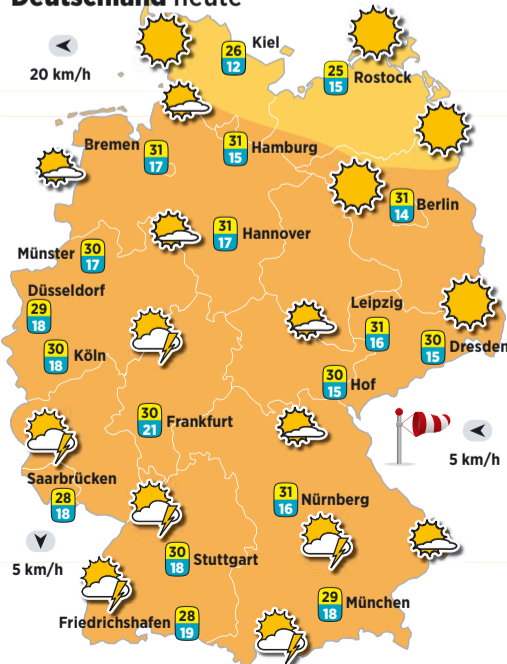 Deutschland heute
26
12
Kiel
20 km/h
25
15
Rostock
Bremen
31
17
31
15
Hamburg
31
14
Berlin
31
17
Hannover
Münster
30
17
Düsseldorf
29
18
Leipzig
31
16
30
15
Dresden
30
18
Köln
30
15
Hof
30
21
Frankfurt
5 km/h
Saarbrücken
28
18
31
16
Nürnberg
5 km/h
30
18
Stuttgart
29
18
München
Friedrichshafen
28
19